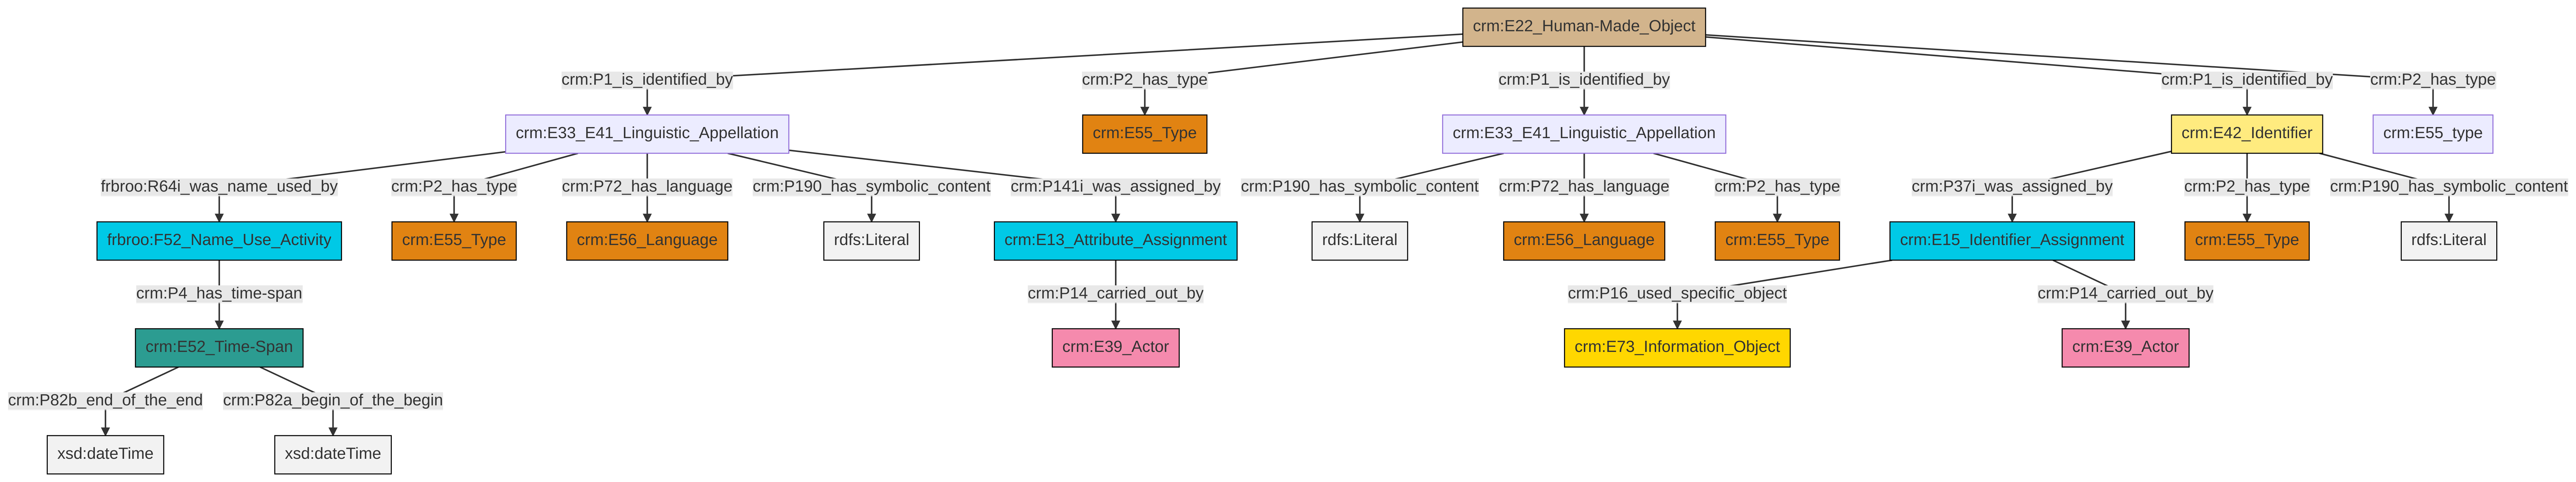 crm:E22_Human-Made_Object
crm:P1_is_identified_by
crm:P2_has_type
crm:P1_is_identified_by
crm:P1_is_identified_by
crm:P2_has_type
crm:E33_E41_Linguistic_Appellation
crm:E55_Type
crm:E33_E41_Linguistic_Appellation
crm:E42_Identifier
crm:E55_type
frbroo:R64i_was_name_used_by
crm:P2_has_type
crm:P72_has_language
crm:P190_has_symbolic_content
crm:P141i_was_assigned_by
crm:P190_has_symbolic_content
crm:P72_has_language
crm:P2_has_type
crm:P37i_was_assigned_by
crm:P2_has_type
crm:P190_has_symbolic_content
frbroo:F52_Name_Use_Activity
crm:E55_Type
crm:E56_Language
rdfs:Literal
crm:E13_Attribute_Assignment
rdfs:Literal
crm:E56_Language
crm:E55_Type
crm:E15_Identifier_Assignment
crm:E55_Type
rdfs:Literal
crm:P4_has_time-span
crm:P14_carried_out_by
crm:P16_used_specific_object
crm:P14_carried_out_by
crm:E52_Time-Span
crm:E39_Actor
crm:E73_Information_Object
crm:E39_Actor
crm:P82b_end_of_the_end
crm:P82a_begin_of_the_begin
xsd:dateTime
xsd:dateTime